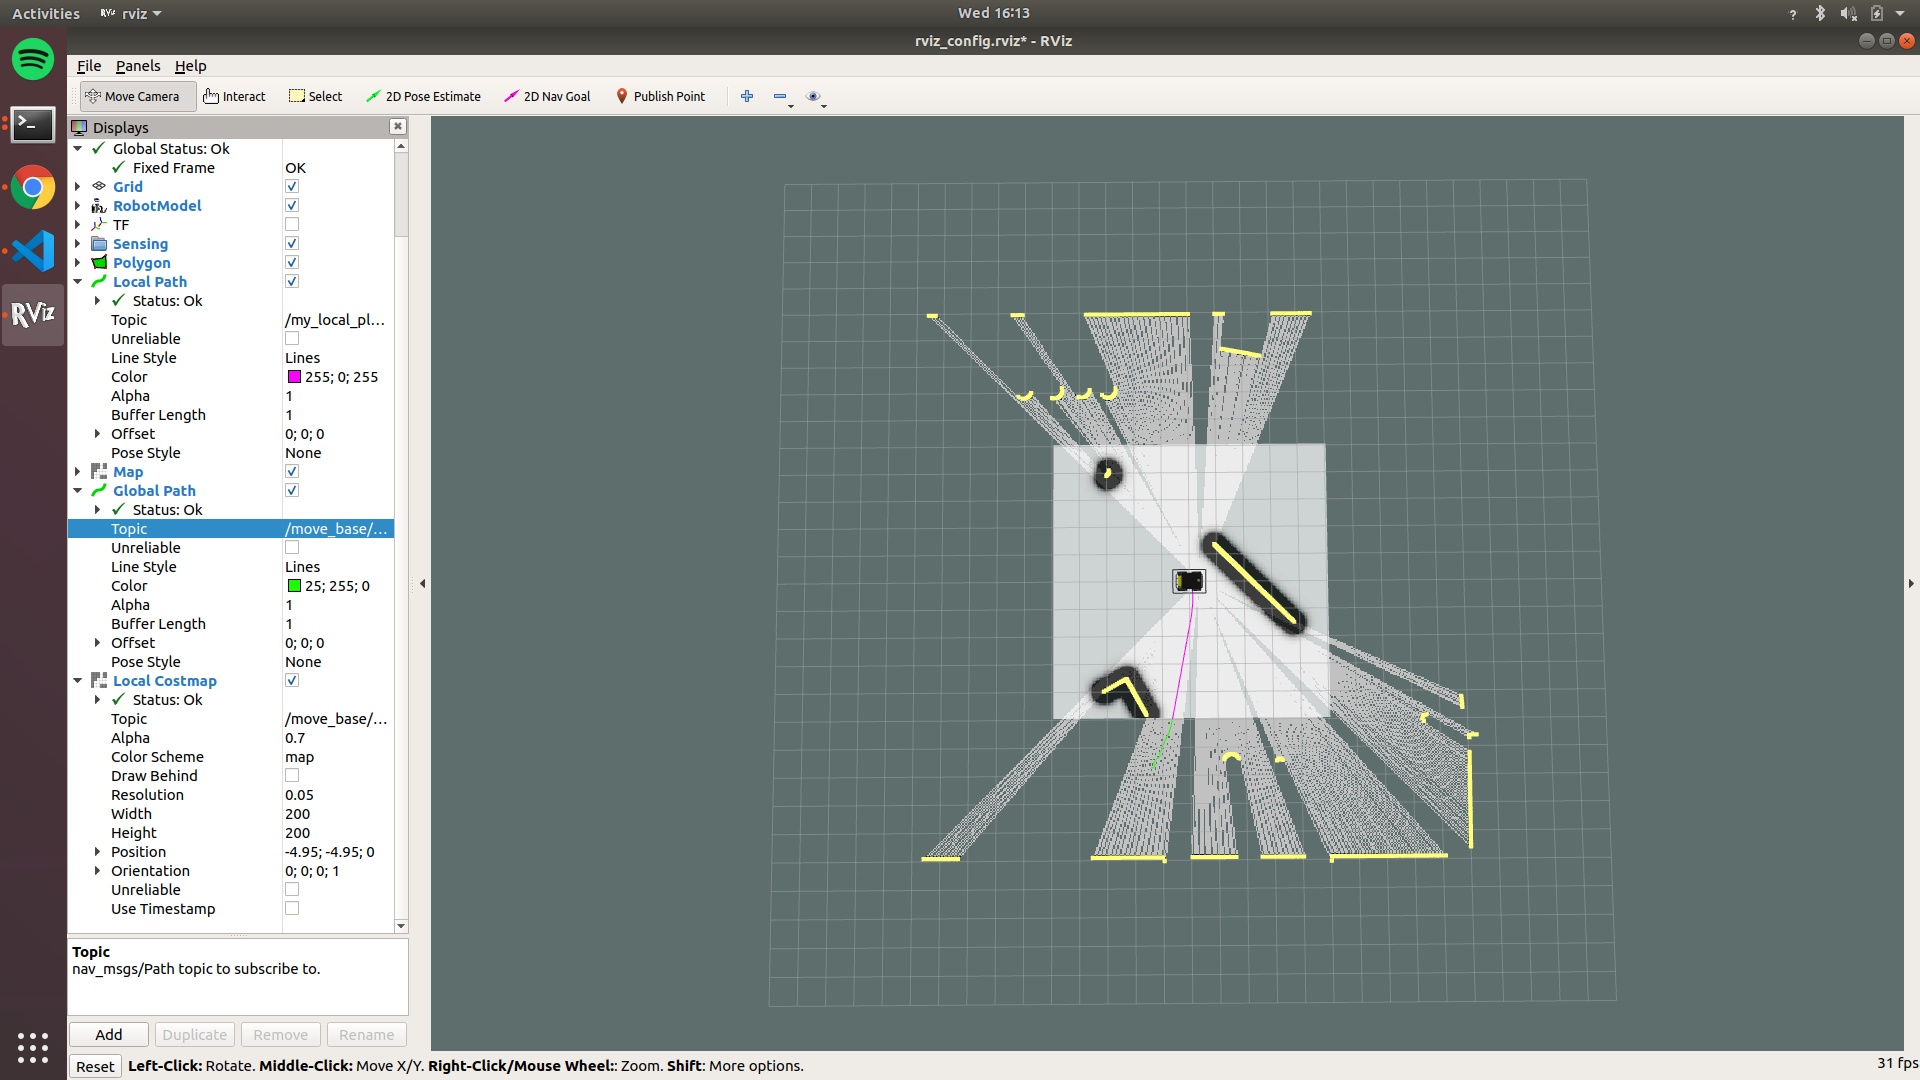 Activities
RViz rviz
Wed 16:13
?
rviz_config.rviz* - RViz
File Panels Help
Move Camera Interact Select 2D Pose Estimate 2D Nav Goal Publish Point
Displays
Global Status: Ok
Fixed Frame OK
Grid
RobotModel
TF
Sensing
Polygon
Local Path
Status: Ok
Topic /my_local_pl...
Unreliable
Line Style Lines
Color 255; 0; 255
Alpha 1
Buffer Length 1
Offset 0; 0; 0
Pose Style None
Map
Global Path
Status: Ok
Topic /move_base/...
Unreliable
Line Style Lines
Color 25; 255; 0
Alpha 1
Buffer Length 1
Offset 0; 0; 0
Pose Style None
Local Costmap
Status: Ok
Topic /move_base/...
Alpha 0.7
Color Scheme map
Draw Behind
Resolution 0.05
Width 200
Height 200
Position -4.95; -4.95; 0
Orientation 0; 0; 0; 1
Unreliable
Use Timestamp
Topic
nav_msgs/Path topic to subscribe to.
Add Duplicate Remove Rename
Reset Left-Click: Rotate. Middle-Click: Move X/Y. Right-Click/Mouse Wheel:: Zoom. Shift: More options.
31 fps
RViz